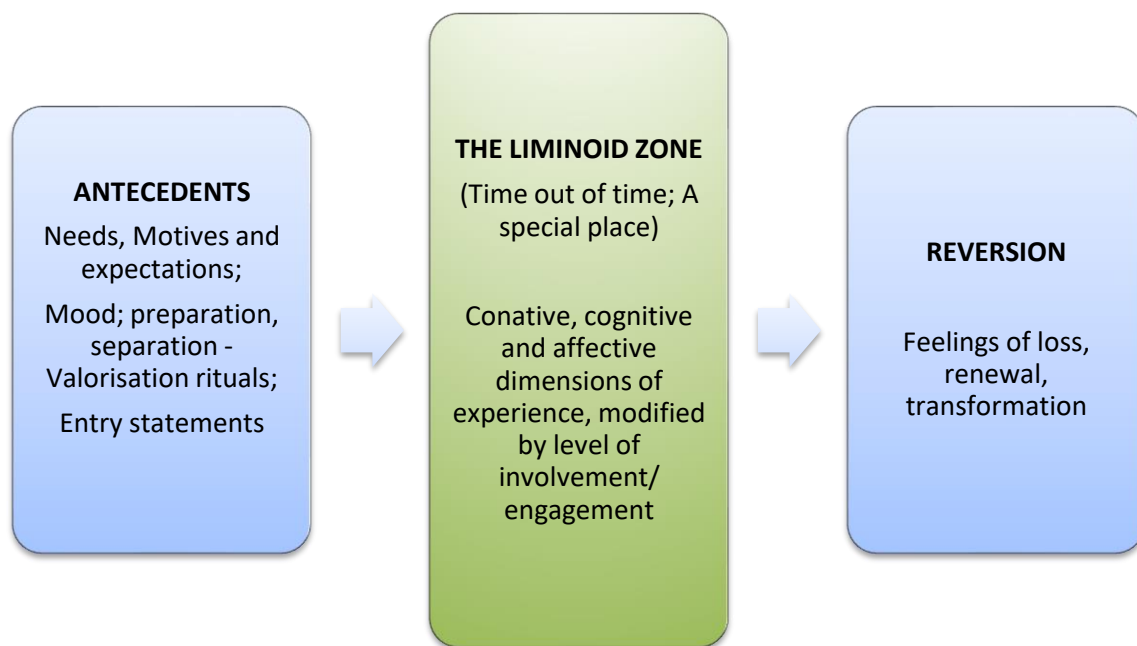 ANTECEDENTS
Needs, Motives and
expectations;
Mood; preparation,
separation -
Valorisation rituals;
Entry statements
THE LIMINOID ZONE
(Time out of time; A
special place)
Conative, cognitive
and affective
dimensions of
experience, modified
by level of
involvement/
engagement
REVERSION
Feelings of loss,
renewal,
transformation